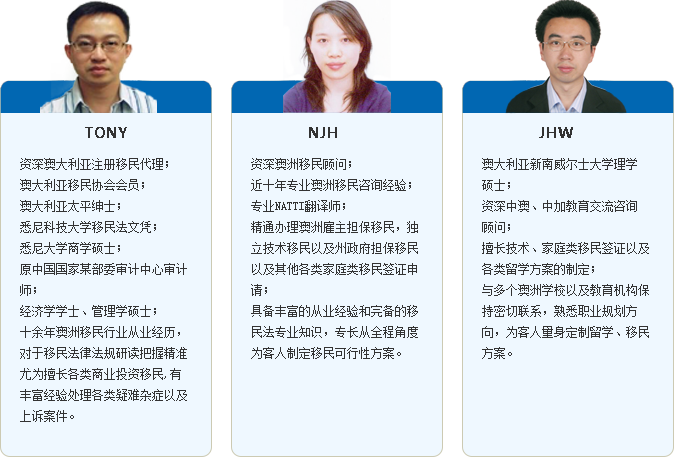 TONY
资深澳大利亚注册移民代理；
澳大利亚移民协会会员；
澳大利亚太平绅士；
悉尼科技大学移民法文凭；
悉尼大学商学硕士；
原中国国家某部委审计中心审计
师；
经济学学士、管理学硕士；
十余年澳洲移民行业从业经历，
对于移民法律法规研读把握精准
尤为擅长各类商业投资移民,有
丰富经验处理各类疑难杂症以及
上诉案件。
NJH
资深澳洲移民顾问；
近十年专业澳洲移民咨询经验；
专业NATTI翻译师；
精通办理澳洲雇主担保移民，独
立技术移民以及州政府担保移民
以及其他各类家庭类移民签证申
请；
具备丰富的从业经验和完备的移
民法专业知识，专长从全程角度
为客人制定移民可行性方案。
JHW
澳大利亚新南威尔士大学理学
硕士；
资深中澳、中加教育交流咨询
顾问；
擅长技术、家庭类移民签证以及
各类留学方案的制定；
与多个澳洲学校以及教育机构保
持密切联系，熟悉职业规划方
向，为客人量身定制留学、移民
方案。